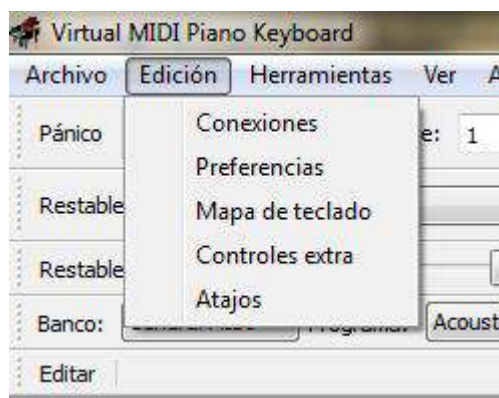 Virtual MIDI Piano Keyboard
Archivo Edición Herramientas Ver A
Pánico e: 1
Conexiones
Preferencias
Restable
Mapa de teclado
Controles extra
Restable
Atajos
Banco: Acoust
Editar